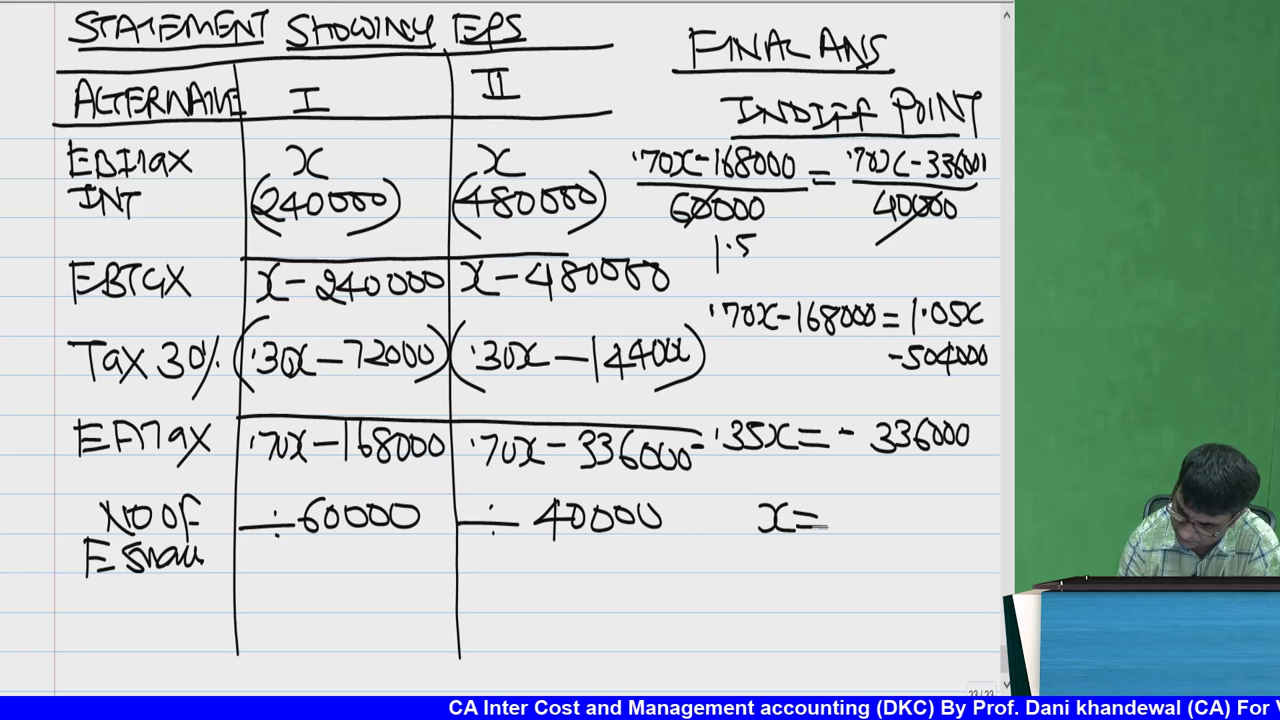 STATEMENT SHOWING EPS
ALTERNAIVE I II
EBITax x x
INT (240000) (480000)
EBTax x-240000 x-480000
Tax 30% (.30x-72000) (.30x-14400)
EATax .70x-168000 .70x-336000
NO OF ÷60000 ÷40000
FINAL ANS
INDIFF POINT
.70x-168000 = .70x-336000
60000 40000
1.5
.70x-168000=1.05x
-504000
-.35x=- 336000
x=
CA Inter Cost and Management accounting (DKC) By Prof. Dani khandewal (CA) For